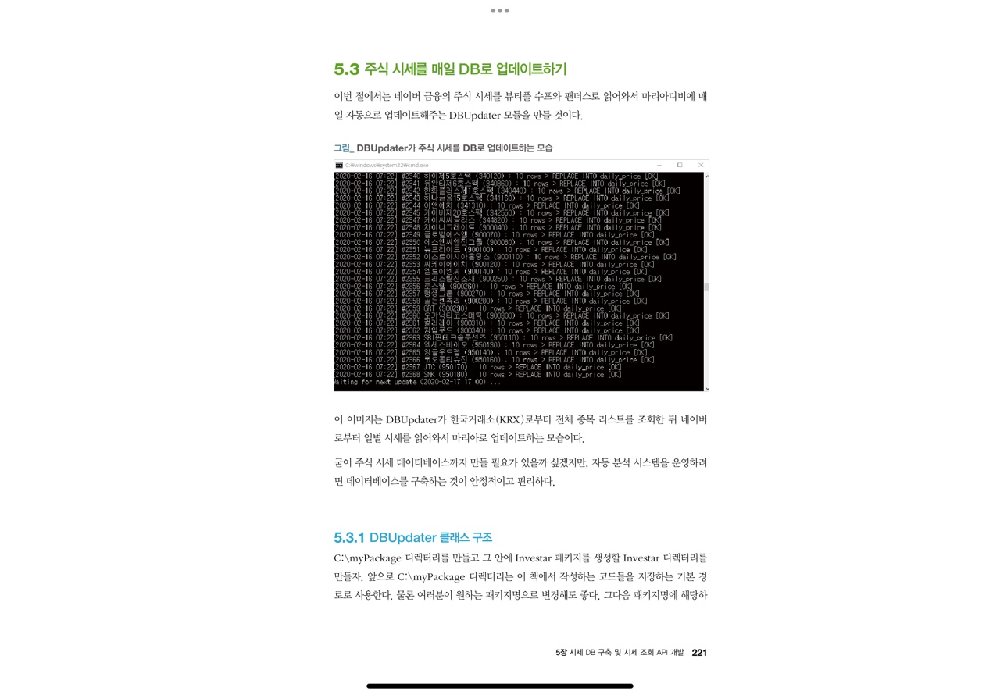 5.3 주식 시세를 매일 DB로 업데이트하기
이번 절에서는 네이버 금융의 주식 시세를 뷰티풀 수프와 팬더스로 읽어와서 마리아디비에 매
일 자동으로 업데이트해주는 DBUpdater 모듈을 만들 것이다.
그림_ DBUpdater가 주식 시세를 DB로 업데이트하는 모습
C:₩windows₩system32₩cmd.exe
[2020-02-16 07:22] #2340 하이제5호스팩 (340120) : 10 rows > REPLACE INTO daily_price [OK]
[2020-02-16 07:22] #2341 유안타제6호스팩 (340360) : 10 rows > REPLACE INTO daily_price [OK]
[2020-02-16 07:22] #2342 한화플러스제1호스팩 (340440) : 10 rows > REPLACE INTO daily_price [OK]
[2020-02-16 07:22] #2343 하나금융15호스팩 (341160) : 10 rows > REPLACE INTO daily_price [OK]
[2020-02-16 07:22] #2344 이앤에치 (341310) : 10 rows > REPLACE INTO daily_price [OK]
[2020-02-16 07:22] #2345 케이비제20호스팩 (342550) : 10 rows > REPLACE INTO daily_price [OK]
[2020-02-16 07:22] #2347 케이씨씨글라스 (344820) : 10 rows > REPLACE INTO daily_price [OK]
[2020-02-16 07:22] #2348 차이나그레이트 (900040) : 10 rows > REPLACE INTO daily_price [OK]
[2020-02-16 07:22] #2349 글로벌에스엠 (900070) : 10 rows > REPLACE INTO daily_price [OK]
[2020-02-16 07:22] #2350 에스앤씨엔진그룹 (900080) : 10 rows > REPLACE INTO daily_price [OK]
[2020-02-16 07:22] #2351 뉴프라이드 (900100) : 10 rows > REPLACE INTO daily_price [OK]
[2020-02-16 07:22] #2352 이스트아시아홀딩스 (900110) : 10 rows > REPLACE INTO daily_price [OK]
[2020-02-16 07:22] #2353 씨케이에이치 (900120) : 10 rows > REPLACE INTO daily_price [OK]
[2020-02-16 07:22] #2354 엘브이엠씨 (900140) : 10 rows > REPLACE INTO daily_price [OK]
[2020-02-16 07:22] #2355 크리스탈신소재 (900250) : 10 rows > REPLACE INTO daily_price [OK]
[2020-02-16 07:22] #2356 로스웰 (900260) : 10 rows > REPLACE INTO daily_price [OK]
[2020-02-16 07:22] #2357 헝셩그룹 (900270) : 10 rows > REPLACE INTO daily_price [OK]
[2020-02-16 07:22] #2358 골든센츄리 (900280) : 10 rows > REPLACE INTO daily_price [OK]
[2020-02-16 07:22] #2359 GRT (900290) : 10 rows > REPLACE INTO daily_price [OK]
[2020-02-16 07:22] #2360 오가닉티코스메틱 (900300) : 10 rows > REPLACE INTO daily_price [OK]
[2020-02-16 07:22] #2361 컬러레이 (900310) : 10 rows > REPLACE INTO daily_price [OK]
[2020-02-16 07:22] #2362 윙입푸드 (900340) : 10 rows > REPLACE INTO daily_price [OK]
[2020-02-16 07:22] #2363 SBI핀테크솔루션즈 (950110) : 10 rows > REPLACE INTO daily_price [OK]
[2020-02-16 07:22] #2364 엑세스바이오 (950130) : 10 rows > REPLACE INTO daily_price [OK]
[2020-02-16 07:22] #2365 잉글우드랩 (950140) : 10 rows > REPLACE INTO daily_price [OK]
[2020-02-16 07:22] #2366 코오롱티슈진 (950160) : 10 rows > REPLACE INTO daily_price [OK]
[2020-02-16 07:22] #2367 JTC (950170) : 10 rows > REPLACE INTO daily_price [OK]
[2020-02-16 07:22] #2368 SNK (950180) : 10 rows > REPLACE INTO daily_price [OK]
Waiting for next update (2020-02-17 17:00) ...
이 이미지는 DBUpdater가 한국거래소(KRX)로부터 전체 종목 리스트를 조회한 뒤 네이버
로부터 일별 시세를 읽어와서 마리아로 업데이트하는 모습이다.
굳이 주식 시세 데이터베이스까지 만들 필요가 있을까 싶겠지만, 자동 분석 시스템을 운영하려
면 데이터베이스를 구축하는 것이 안정적이고 편리하다.
5.3.1 DBUpdater 클래스 구조
C:\myPackage 디렉터리를 만들고 그 안에 Investar 패키지를 생성할 Investar 디렉터리를
만들자. 앞으로 C:\myPackage 디렉터리는 이 책에서 작성하는 코드들을 저장하는 기본 경
로로 사용한다. 물론 여러분이 원하는 패키지명으로 변경해도 좋다. 그다음 패키지명에 해당하
5장 시세 DB 구축 및 시세 조회 API 개발 221